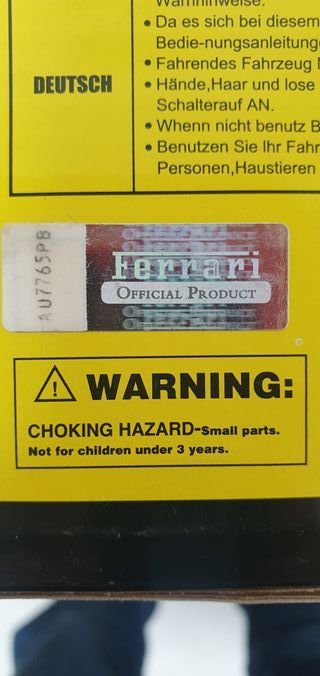 Warnhinweise:
• Da es sich bei diesem
Bedie-nungsanleitung
• Fahrendes Fahrzeug
DEUTSCH
• Hände,Haar und lose
Schalterauf AN.
• Whenn nicht benutz B
• Benutzen Sie Ihr Fahr
Personen,Haustieren
AU7765PB
Ferrari
OFFICIAL PRODUCT
WARNING:
CHOKING HAZARD-Small parts.
Not for children under 3 years.